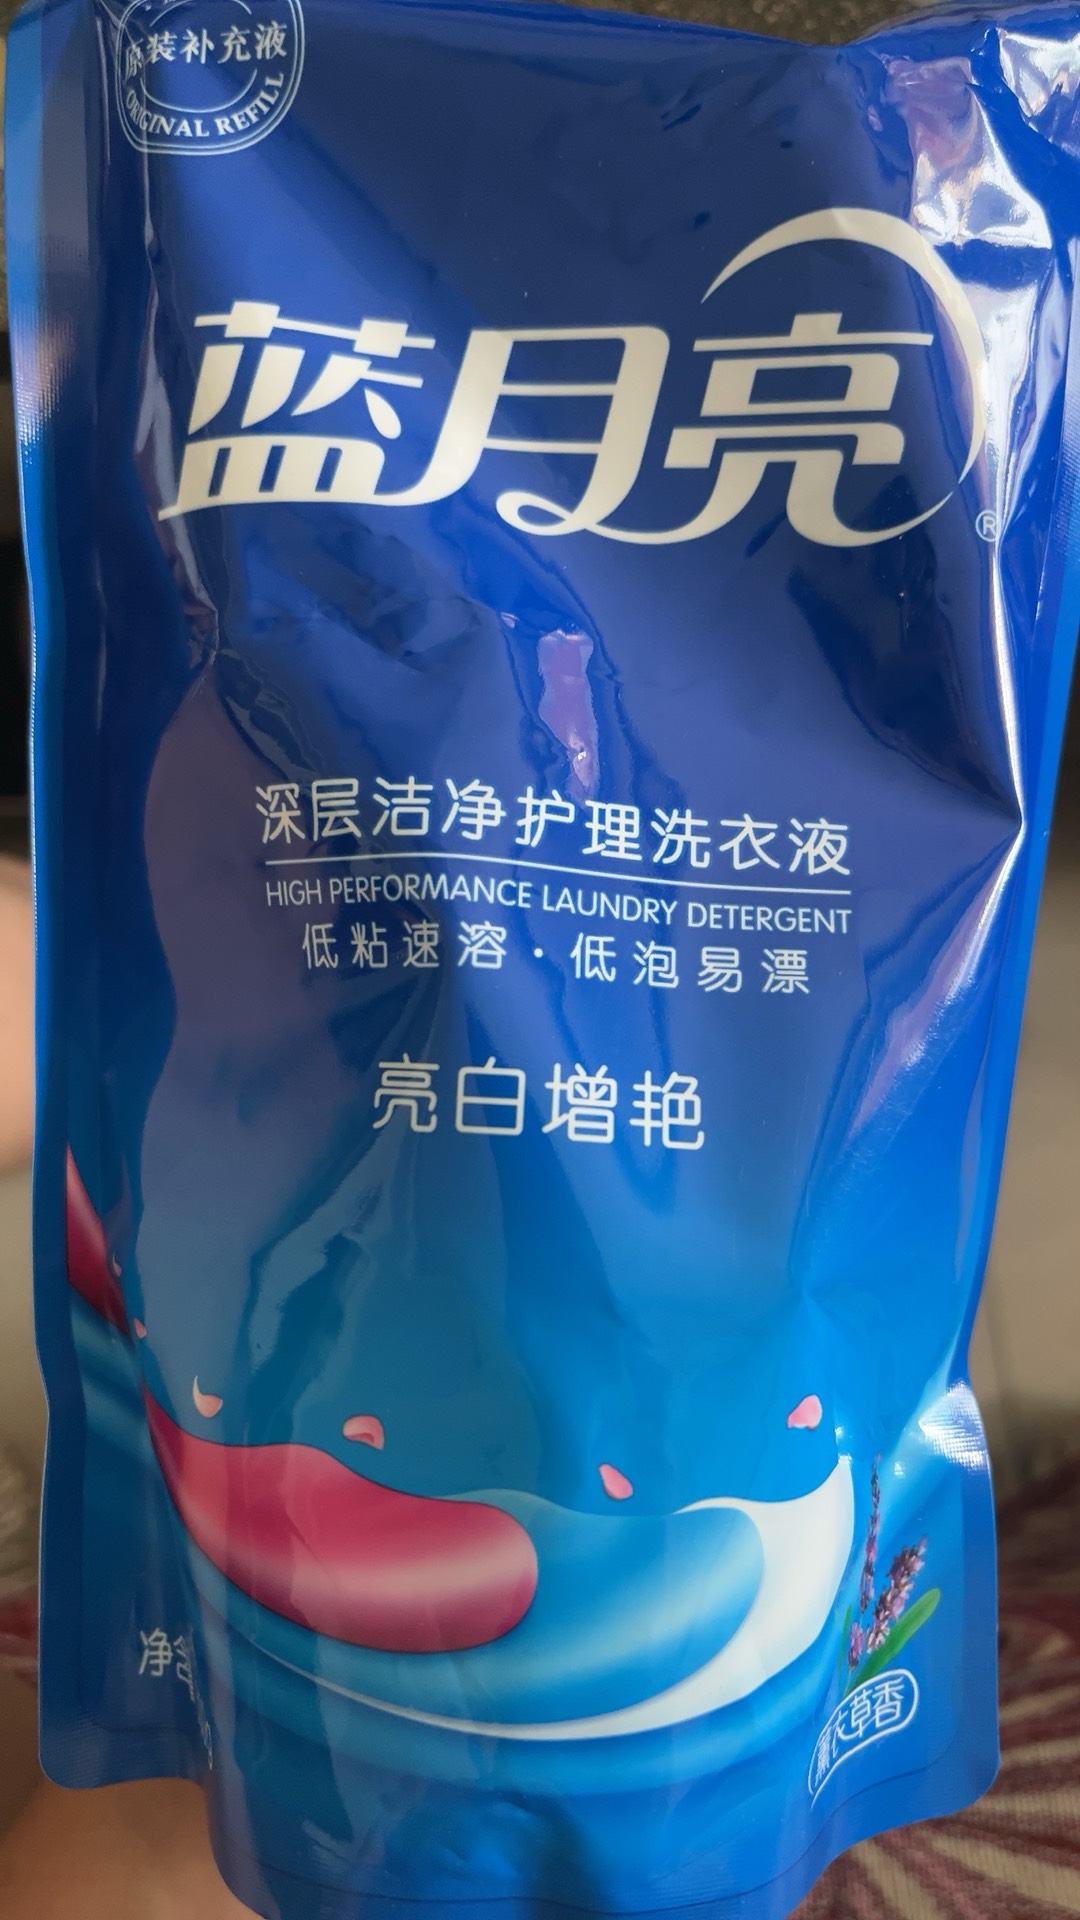 原装补充液
ORIGINAL REFILL
蓝月亮
®
深层洁净护理洗衣液
HIGH PERFORMANCE LAUNDRY DETERGENT
低粘速溶·低泡易漂
亮白增艳
净含
薰衣草香